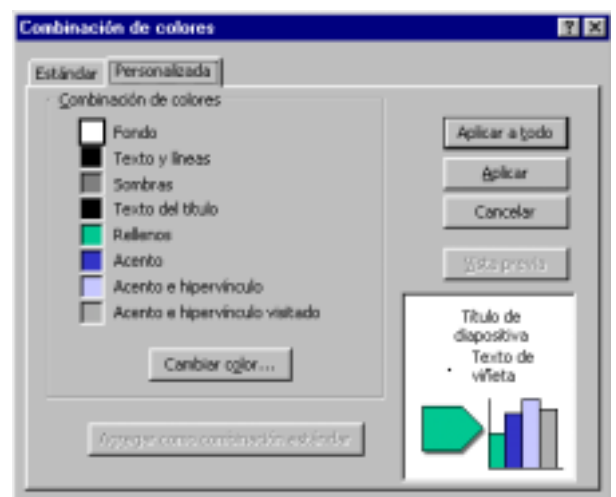 Combinación de colores
Estándar
Personalizada
Combinación de colores
Fondo
Texto y líneas
Sombras
Texto del título
Rellenos
Acento
Acento e hipervínculo
Acento e hipervínculo visitado
Cambiar color...
Agregar como combinación estándar
Aplicar a todo
Aplicar
Cancelar
Vista previa
Título de
diapositiva
Texto de
viñeta